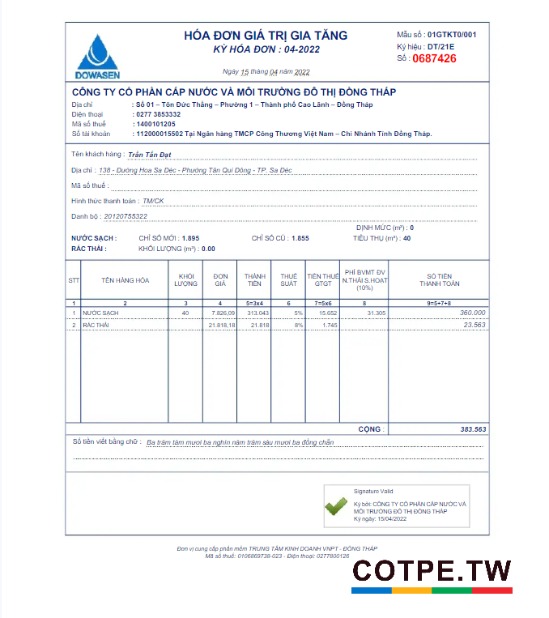 HÓA ĐƠN GIÁ TRỊ GIA TĂNG
KỲ HÓA ĐƠN : 04-2022
Ngày 15 tháng 04 năm 2022
Mẫu số : 01GTKT0/001
Ký hiệu : DT/21E
Số : 0687426
DOWASEN
CÔNG TY CỔ PHẦN CẤP NƯỚC VÀ MÔI TRƯỜNG ĐÔ THỊ ĐỒNG THÁP
Địa chỉ : Số 01 – Tôn Đức Thắng – Phường 1 – Thành phố Cao Lãnh – Đồng Tháp
Điện thoại : 0277 3853332
Mã số thuế : 1400101205
Số tài khoản : 112000015502 Tại Ngân hàng TMCP Công Thương Việt Nam – Chi Nhánh Tỉnh Đồng Tháp.
Tên khách hàng : Trần Tấn Đạt
Địa chỉ : 138 - Đường Hoa Sa Đéc - Phường Tân Qui Đông - TP. Sa Đéc
Mã số thuế :
Hình thức thanh toán : TM/CK
Danh bộ : 20120755322
ĐỊNH MỨC (m³) : 0
NƯỚC SẠCH : CHỈ SỐ MỚI : 1.895 CHỈ SỐ CŨ : 1.855 TIÊU THỤ (m³) : 40
RÁC THẢI : KHỐI LƯỢNG (m³) : 0.00
STT TÊN HÀNG HÓA KHỐI LƯỢNG ĐƠN GIÁ THÀNH TIỀN THUẾ SUẤT TIỀN THUẾ GTGT PHÍ BVMT ĐV N.THẢI S.HOẠT (10%) SỐ TIỀN THANH TOÁN
1 2 3 4 5=3x4 6 7=5x6 8 9=5+7+8
1 NƯỚC SẠCH 40 7.826,09 313.043 5% 15.652 31.305 360.000
2 RÁC THẢI 21.818,18 21.818 8% 1.745 23.563
CỘNG 383.563
Số tiền viết bằng chữ : Ba trăm tám mươi ba nghìn năm trăm sáu mươi ba đồng chẵn
Signature Valid
Ký bởi: CÔNG TY CỔ PHẦN CẤP NƯỚC VÀ
MÔI TRƯỜNG ĐÔ THỊ ĐỒNG THÁP
Ký ngày: 15/04/2022
Đơn vị cung cấp phần mềm TRUNG TÂM KINH DOANH VNPT - ĐỒNG THÁP
Mã số thuế: 0106869738-023 - Điện thoại: 02776001
COTPE.TW